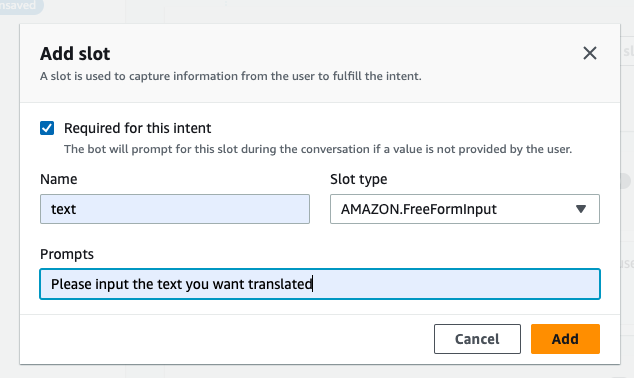 nsaved
Add slot
A slot is used to capture information from the user to fulfill the intent.
Required for this intent
The bot will prompt for this slot during the conversation if a value is not provided by the user.
Name
Slot type
text
AMAZON.FreeFormInput
Prompts
Please input the text you want translated
Cancel
Add